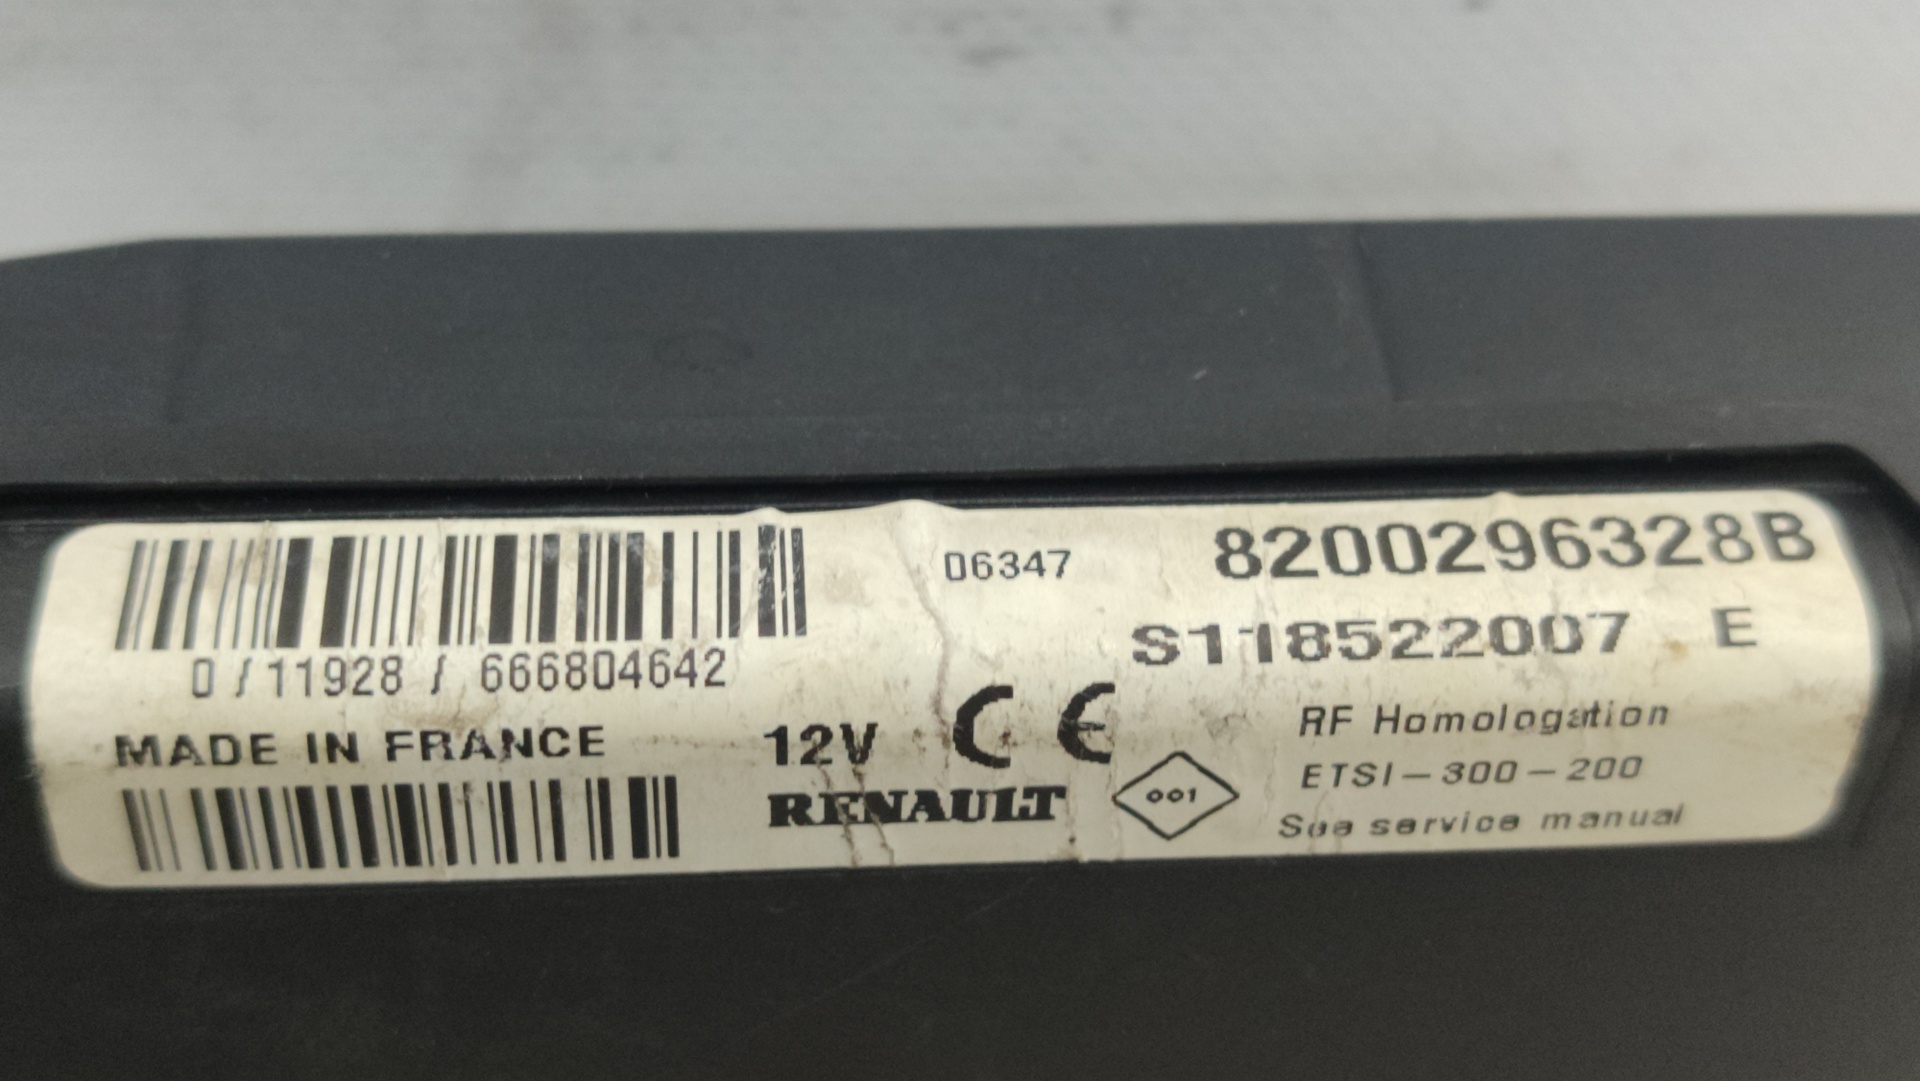 06347
8200296328B
S118522007 E
0/11928/666804642
MADE IN FRANCE
12V CE
RENAULT
001
RF Homologation
ETSI-300-200
See service manual